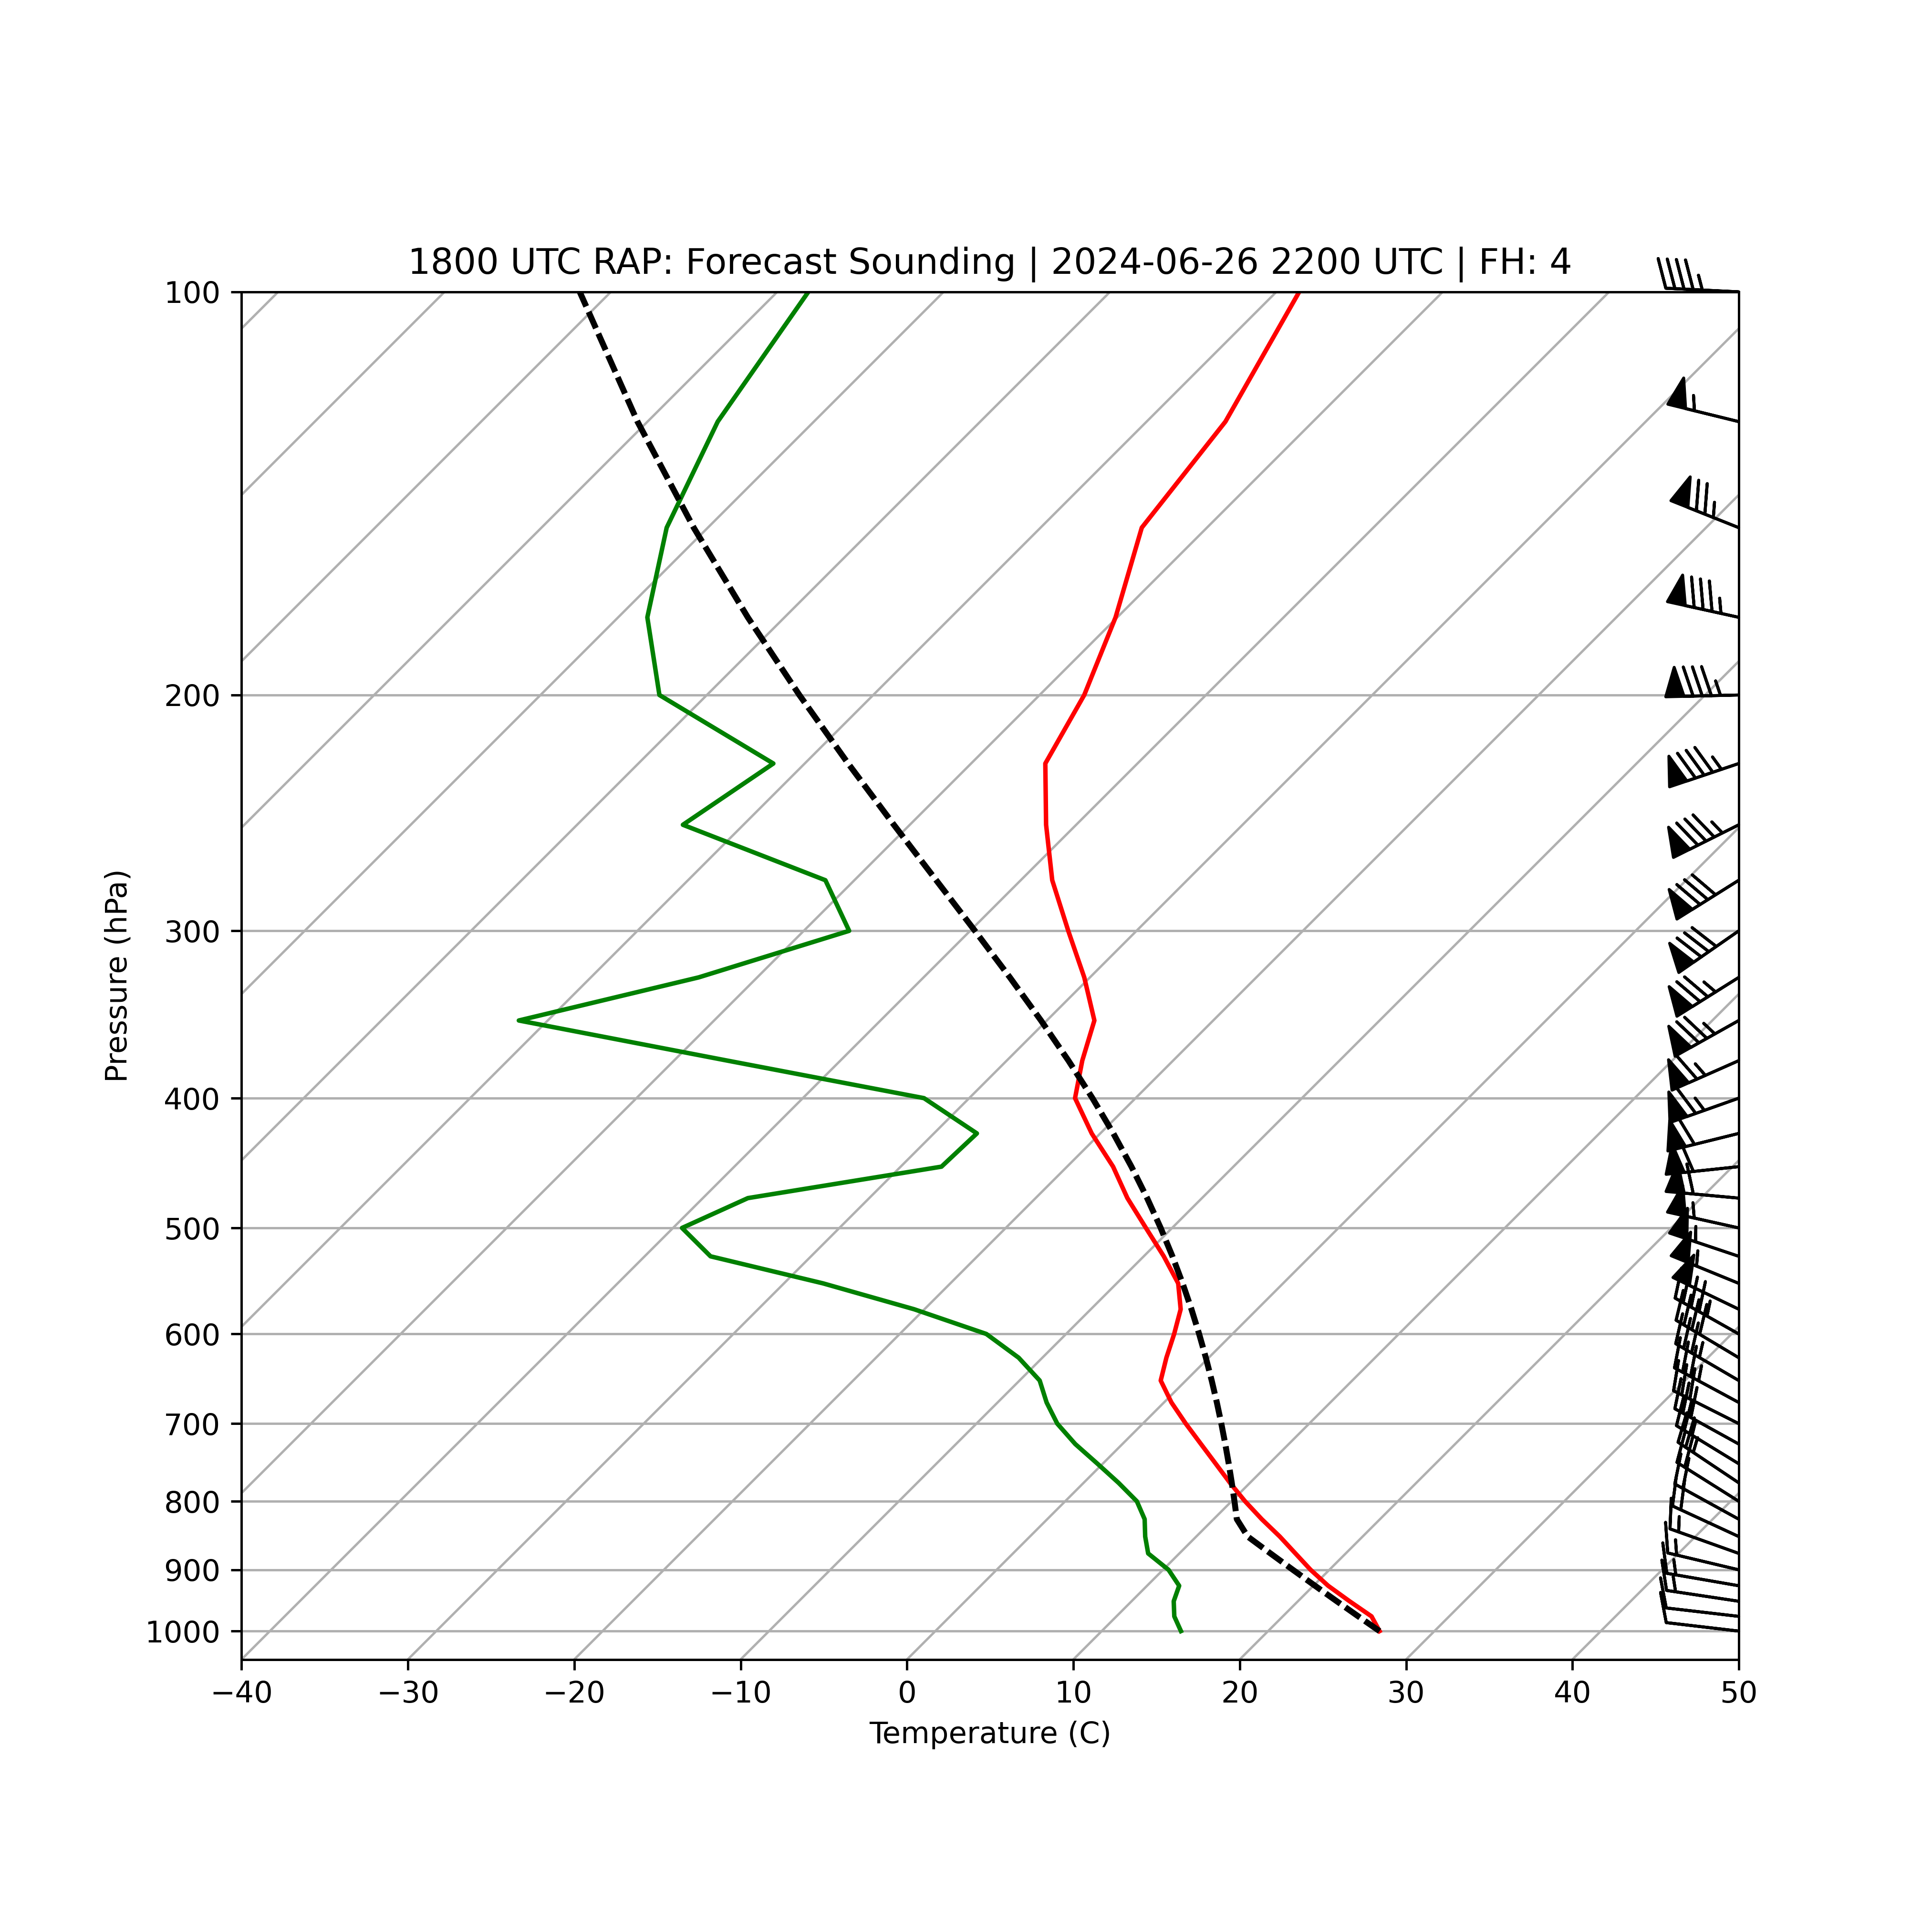 1800 UTC RAP: Forecast Sounding | 2024-06-26 2200 UTC | FH: 4
100
200
300
400
500
600
700
800
900
1000
Pressure (hPa)
−40 −30 −20 −10 0 10 20 30 40 50
Temperature (C)